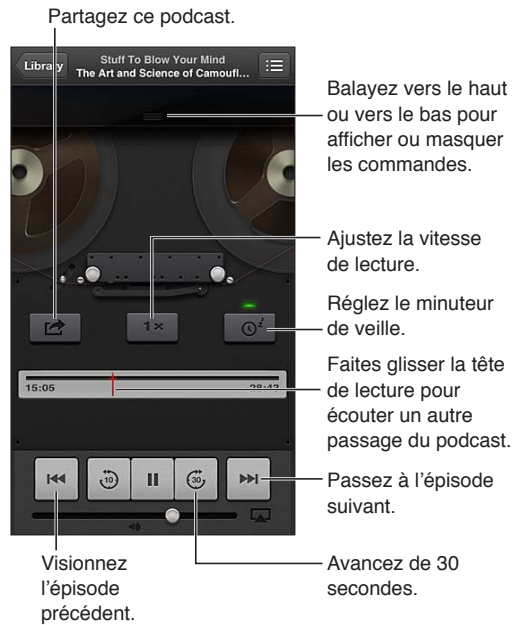 Partagez ce podcast.
Library
Stuff To Blow Your Mind
The Art and Science of Camoufl...
Balayez vers le haut
ou vers le bas pour
afficher ou masquer
les commandes.
Ajustez la vitesse
de lecture.
1×
Réglez le minuteur
de veille.
z
Faites glisser la tête
de lecture pour
écouter un autre
passage du podcast.
15:05
-28:43
10
30
Passez à l'épisode
suivant.
Visionnez
l'épisode
précédent.
Avancez de 30
secondes.